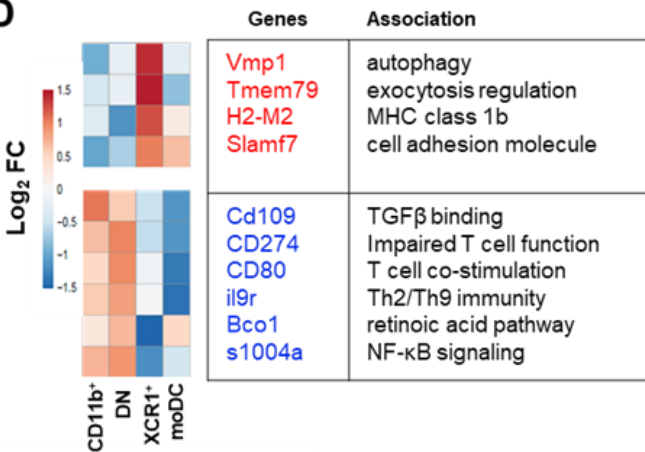 D
Genes Association
Log2 FC
1.5
1
0.5
0
−0.5
−1
−1.5
Vmp1 autophagy
Tmem79 exocytosis regulation
H2-M2 MHC class 1b
Slamf7 cell adhesion molecule
Cd109 TGFβ binding
CD274 Impaired T cell function
CD80 T cell co-stimulation
il9r Th2/Th9 immunity
Bco1 retinoic acid pathway
s1004a NF-κB signaling
CD11b+
DN
XCR1+
moDC